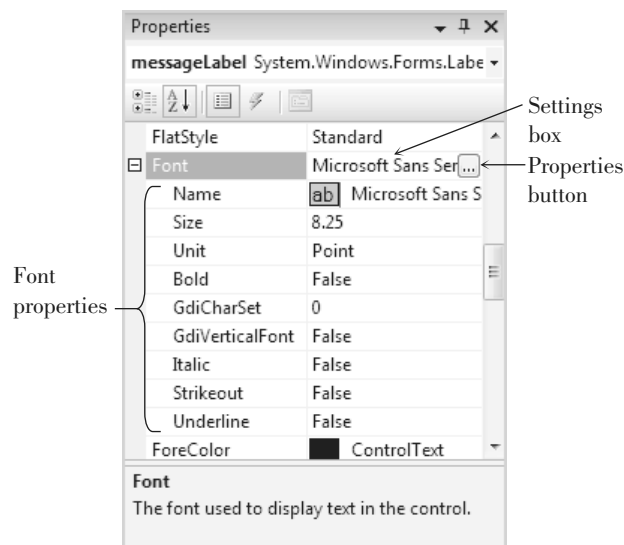 Properties
messageLabel System.Windows.Forms.Labe
A
Z
FlatStyle Standard
Font Microsoft Sans Ser ...
Name ab Microsoft Sans S
Size 8.25
Unit Point
Bold False
GdiCharSet 0
GdiVerticalFont False
Italic False
Strikeout False
Underline False
ForeColor ControlText
Font
The font used to display text in the control.
Settings
box
Properties
button
Font
properties